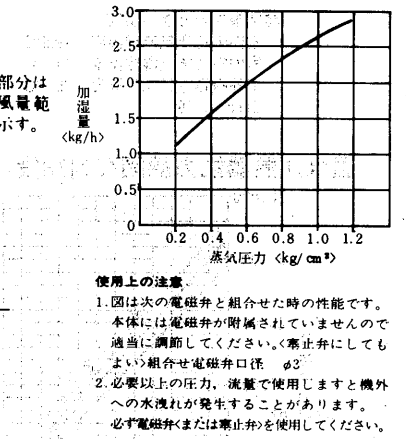 部分は
風量範
示す。
加湿量
<kg/h>
3.0
2.5
2.0
1.5
1.0
0.5
0
0.2 0.4 0.6 0.8 1.0 1.2
蒸気圧力 <kg/cm²>
使用上の注意
1. 図は次の電磁弁と組合せた時の性能です。
本体には電磁弁が附属されていませんので
適当に調節してください。<塞止弁にしても
よい>組合せ電磁弁口径 φ3
2. 必要以上の圧力，流量で使用しますと機外
への水洩れが発生することがあります。
必ず電磁弁<または塞止弁>を使用してください。